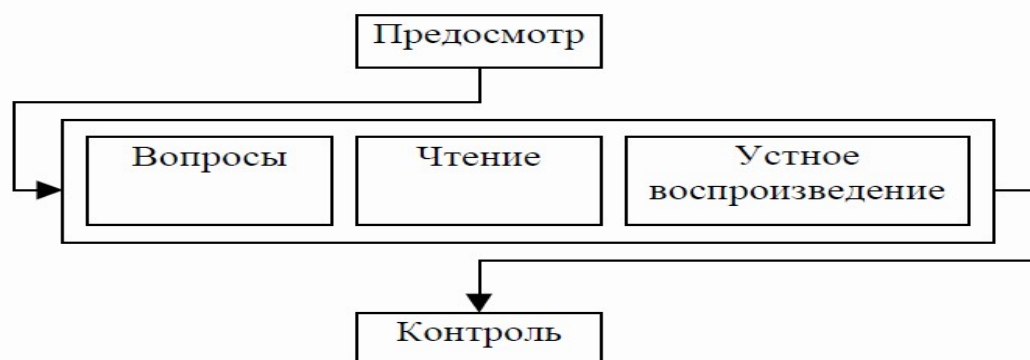 Предосмотр
Вопросы
Чтение
Устное
воспроизведение
Контроль